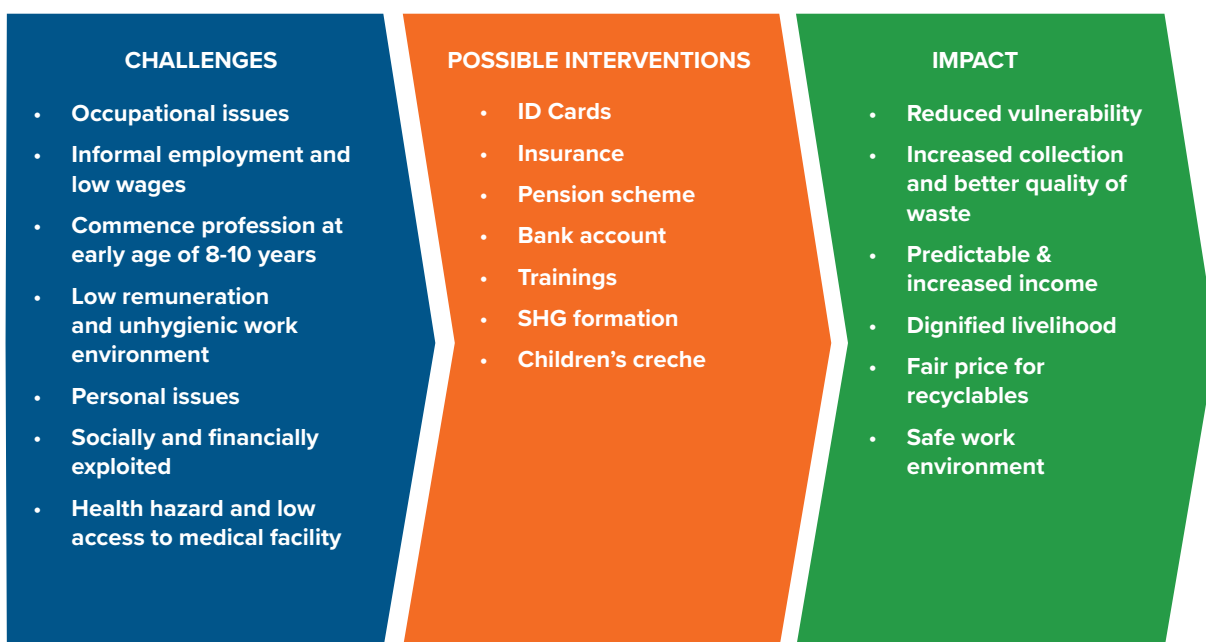 CHALLENGES
• Occupational issues
• Informal employment and
low wages
• Commence profession at
early age of 8-10 years
• Low remuneration
and unhygienic work
environment
• Personal issues
• Socially and financially
exploited
• Health hazard and low
access to medical facility
POSSIBLE INTERVENTIONS
• ID Cards
• Insurance
• Pension scheme
• Bank account
• Trainings
• SHG formation
• Children’s creche
IMPACT
• Reduced vulnerability
• Increased collection
and better quality of
waste
• Predictable &
increased income
• Dignified livelihood
• Fair price for
recyclables
• Safe work
environment